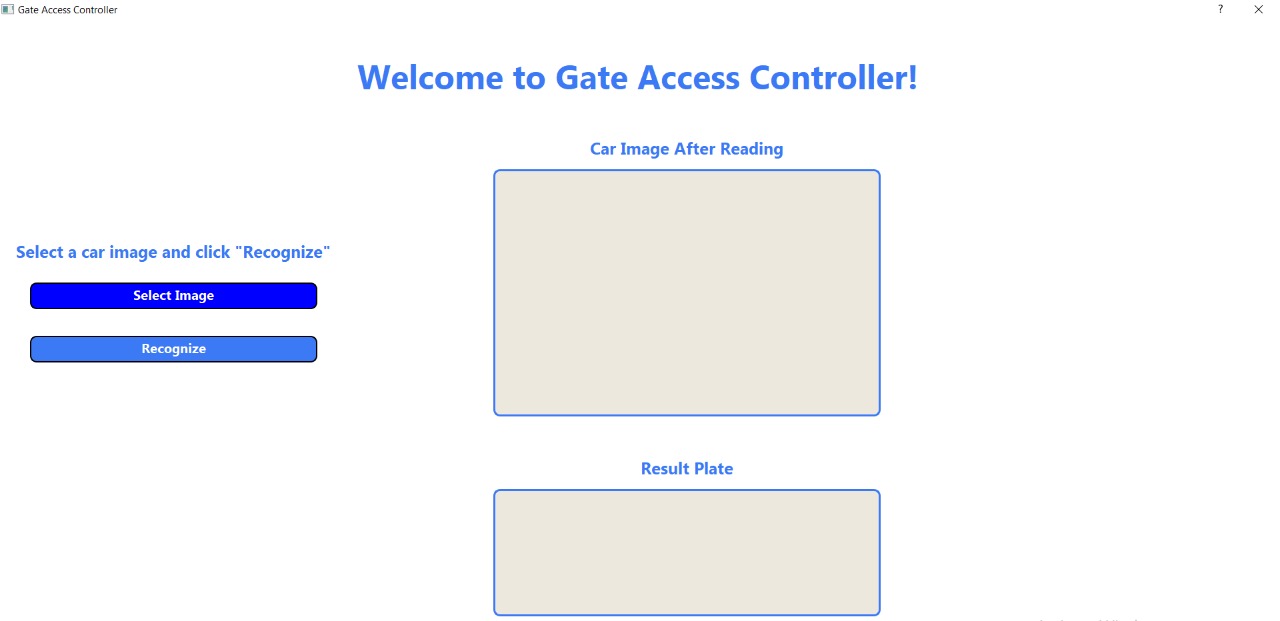 Gate Access Controller
?
Welcome to Gate Access Controller!
Car Image After Reading
Select a car image and click "Recognize"
Select Image
Recognize
Result Plate